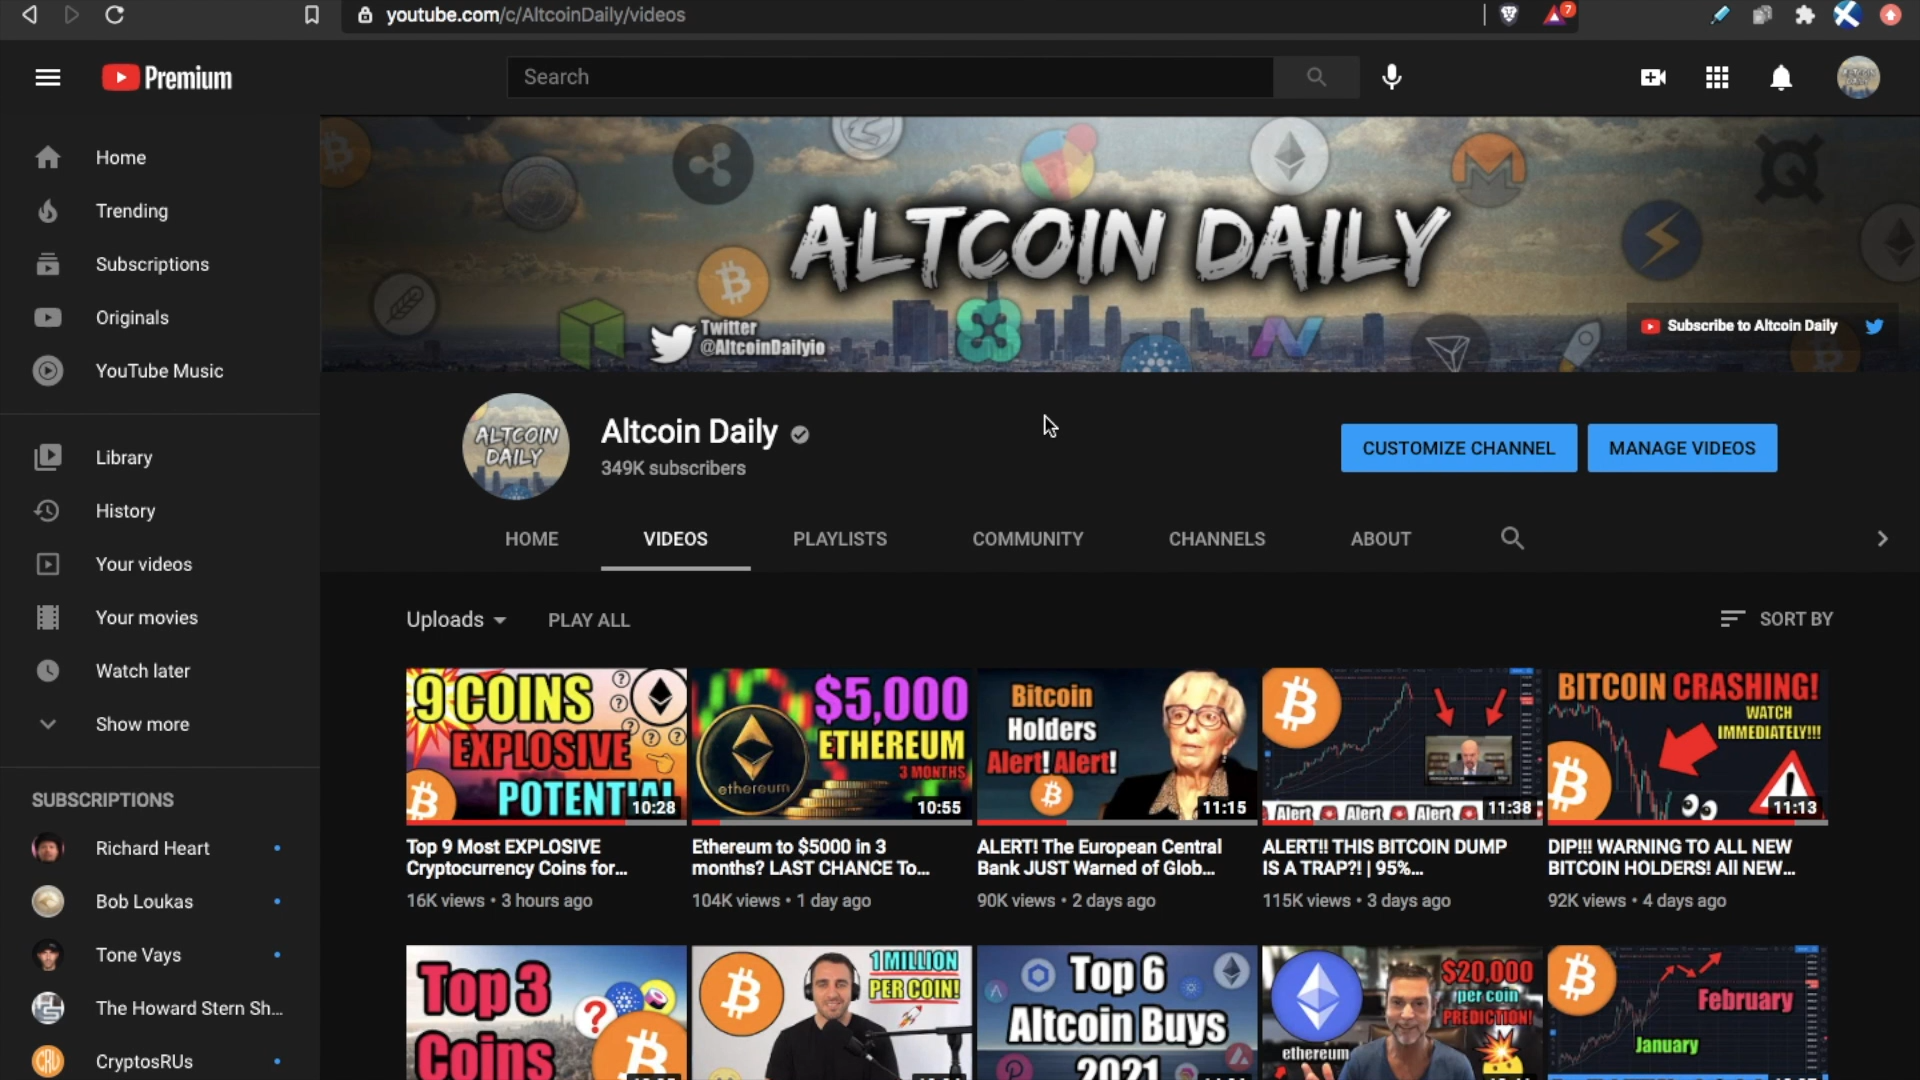 youtube.com/c/AltcoinDaily/videos
7
Premium
Search
Home
Trending
Subscriptions
Originals
YouTube Music
Library
History
Your videos
Your movies
Watch later
Show more
SUBSCRIPTIONS
Richard Heart
Bob Loukas
Tone Vays
The Howard Stern Sh...
CryptosRUs
ALTCOIN DAILY
Twitter
@AltcoinDailyio
Subscribe to Altcoin Daily
ALTCOIN
DAILY
Altcoin Daily
349K subscribers
CUSTOMIZE CHANNEL
MANAGE VIDEOS
HOME
VIDEOS
PLAYLISTS
COMMUNITY
CHANNELS
ABOUT
Uploads
PLAY ALL
SORT BY
9 COINS
EXPLOSIVE
POTENTIAL
10:28
Top 9 Most EXPLOSIVE
Cryptocurrency Coins for...
16K views • 3 hours ago
$5,000
ETHEREUM
3 MONTHS
ethereum
10:55
Ethereum to $5000 in 3
months? LAST CHANCE To...
104K views • 1 day ago
Bitcoin
Holders
Alert! Alert!
11:15
ALERT! The European Central
Bank JUST Warned of Glob...
90K views • 2 days ago
Alert Alert Alert
11:38
ALERT!! THIS BITCOIN DUMP
IS A TRAP?! | 95%...
115K views • 3 days ago
BITCOIN CRASHING!
WATCH
IMMEDIATELY!!!
11:13
DIP!!! WARNING TO ALL NEW
BITCOIN HOLDERS! All NEW...
92K views • 4 days ago
Top 3
Coins
1 MILLION
PER COIN!
Top 6
Altcoin Buys
2021
$20,000
per coin
PREDICTION!
ethereum
February
January